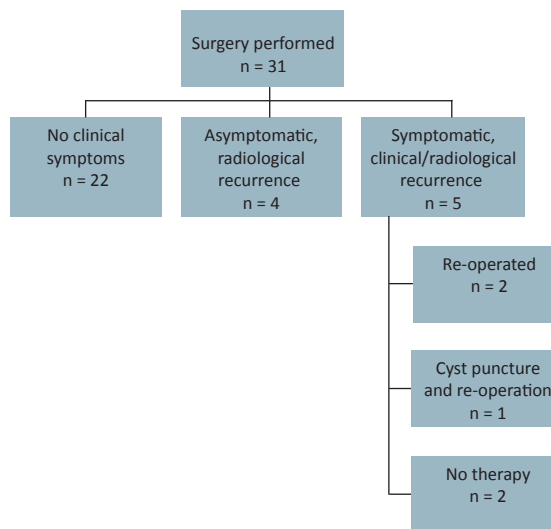 Surgery performed
n = 31
No clinical
symptoms
n = 22
Asymptomatic,
radiological
recurrence
n = 4
Symptomatic,
clinical/radiological
recurrence
n = 5
Re-operated
n = 2
Cyst puncture
and re-operation
n = 1
No therapy
n = 2